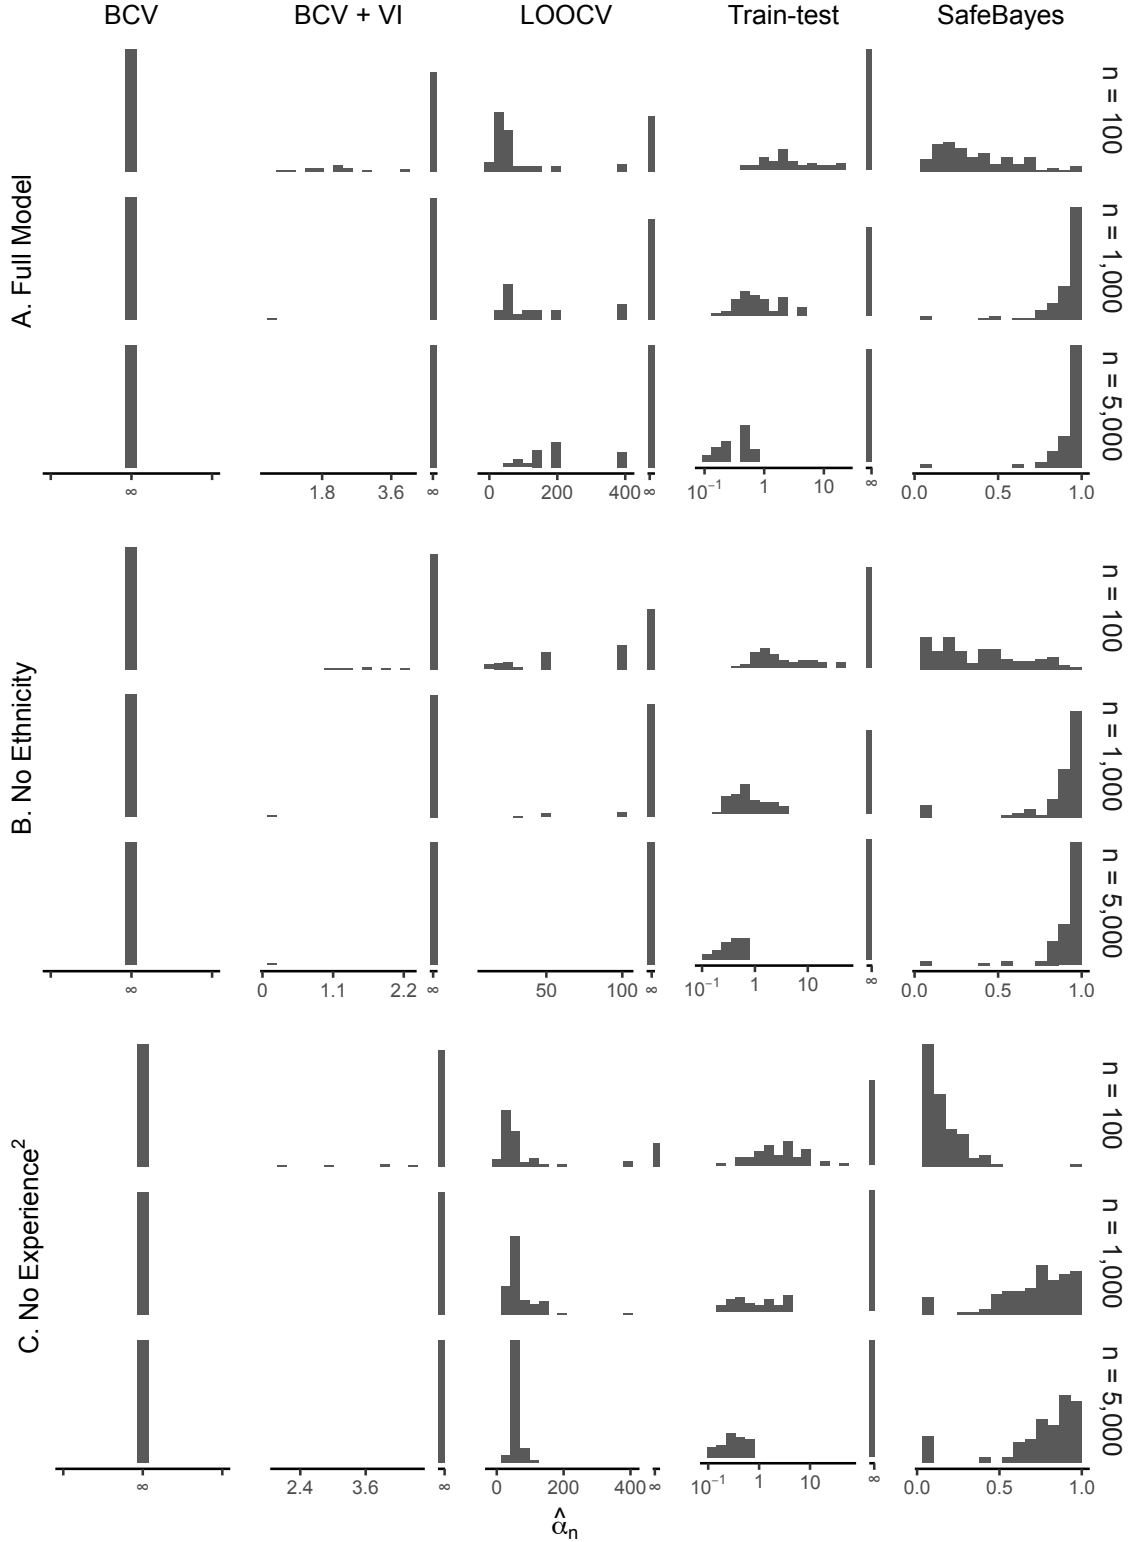 BCV BCV + VI LOOCV Train-test SafeBayes
A. Full Model
n = 100
n = 1,000
n = 5,000
∞ 1.8 3.6 ∞ 0 200 400 ∞ 10⁻¹ 1 10 ∞ 0.0 0.5 1.0
B. No Ethnicity
n = 100
n = 1,000
n = 5,000
∞ 0 1.1 2.2 ∞ 50 100 ∞ 10⁻¹ 1 10 ∞ 0.0 0.5 1.0
C. No Experience²
n = 100
n = 1,000
n = 5,000
∞ 2.4 3.6 ∞ 0 200 400 ∞ 10⁻¹ 1 10 ∞ 0.0 0.5 1.0
α̂ₙ